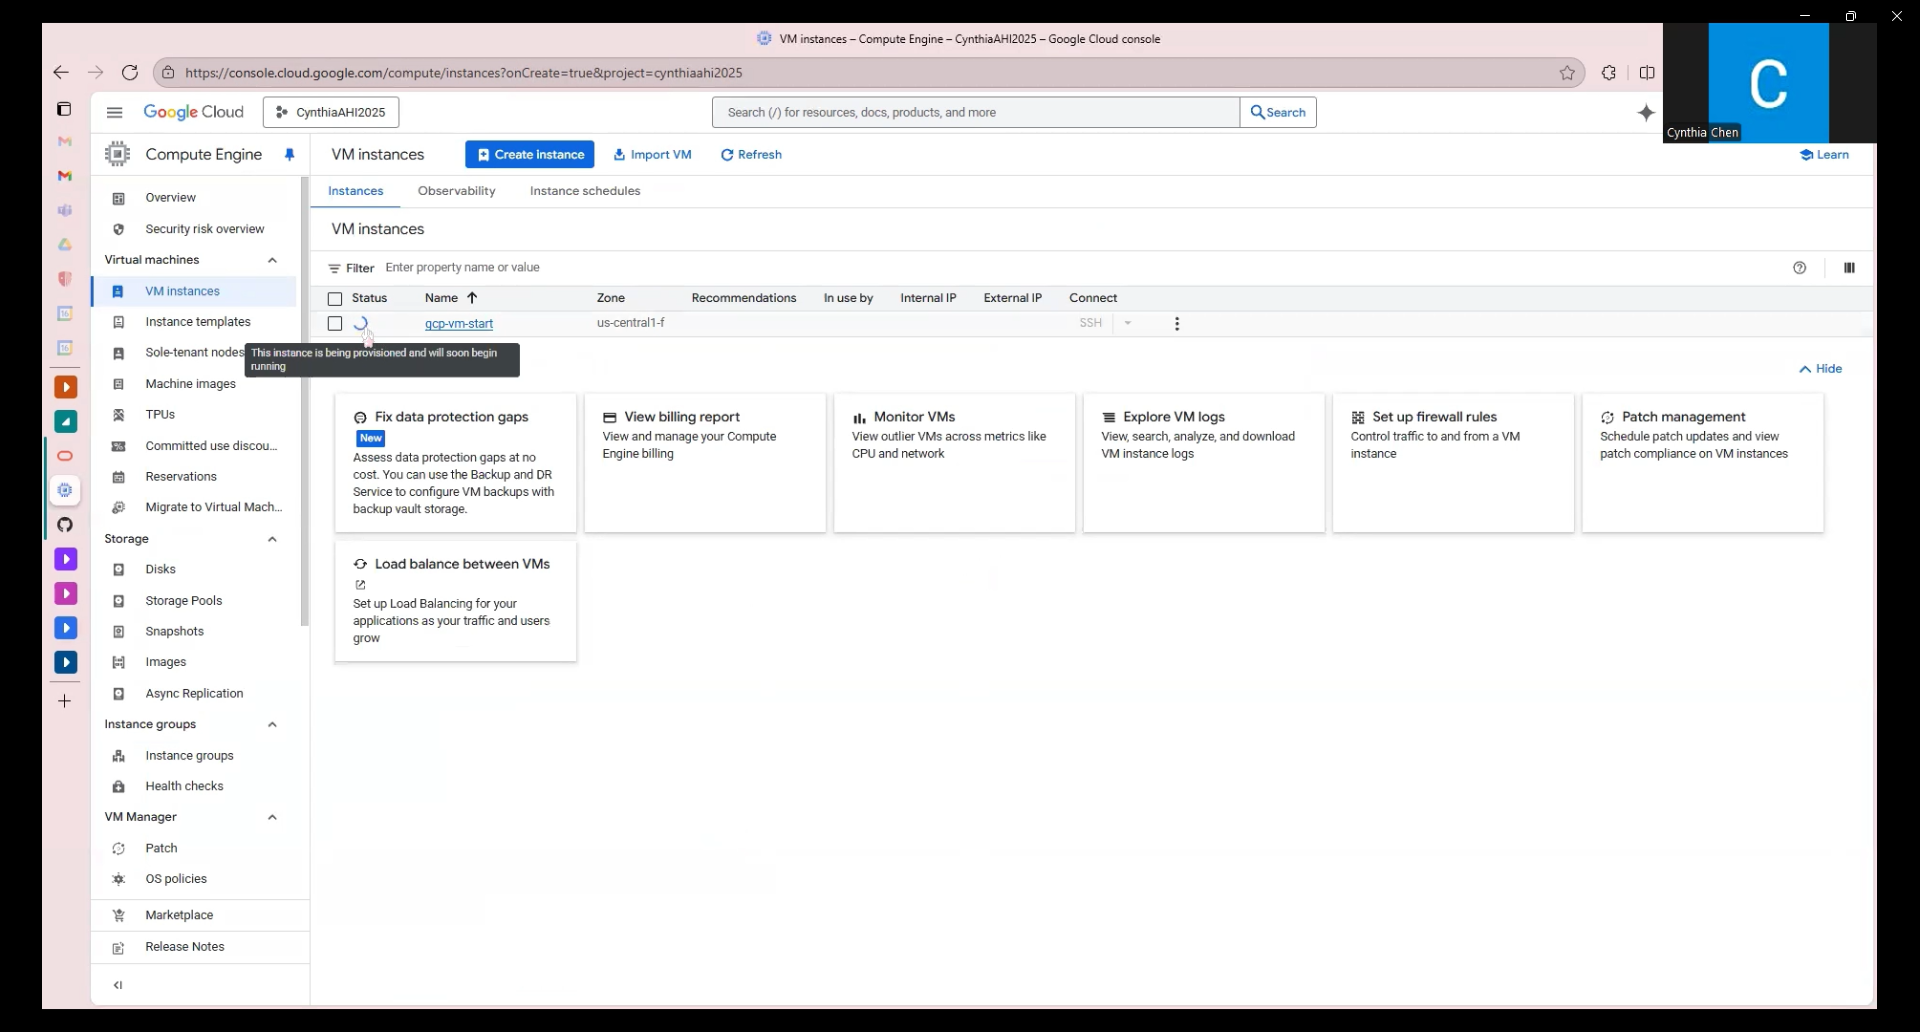 VM instances – Compute Engine – CynthiaAHI2025 – Google Cloud console
https://console.cloud.google.com/compute/instances?onCreate=true&project=cynthiaahi2025
C
Cynthia Chen
Google Cloud
CynthiaAHI2025
Search (/) for resources, docs, products, and more
Search
Compute Engine
VM instances
Create instance
Import VM
Refresh
Learn
Overview
Security risk overview
Virtual machines
VM instances
Instance templates
Sole-tenant nodes
Machine images
TPUs
Committed use discou...
Reservations
Migrate to Virtual Mach...
Storage
Disks
Storage Pools
Snapshots
Images
Async Replication
Instance groups
Instance groups
Health checks
VM Manager
Patch
OS policies
Marketplace
Release Notes
Instances
Observability
Instance schedules
VM instances
Filter
Enter property name or value
Status
Name
Zone
Recommendations
In use by
Internal IP
External IP
Connect
gcp-vm-start
us-central1-f
SSH
This instance is being provisioned and will soon begin
running
Hide
Fix data protection gaps
New
Assess data protection gaps at no
cost. You can use the Backup and DR
Service to configure VM backups with
backup vault storage.
View billing report
View and manage your Compute
Engine billing
Monitor VMs
View outlier VMs across metrics like
CPU and network
Explore VM logs
View, search, analyze, and download
VM instance logs
Set up firewall rules
Control traffic to and from a VM
instance
Patch management
Schedule patch updates and view
patch compliance on VM instances
Load balance between VMs
Set up Load Balancing for your
applications as your traffic and users
grow